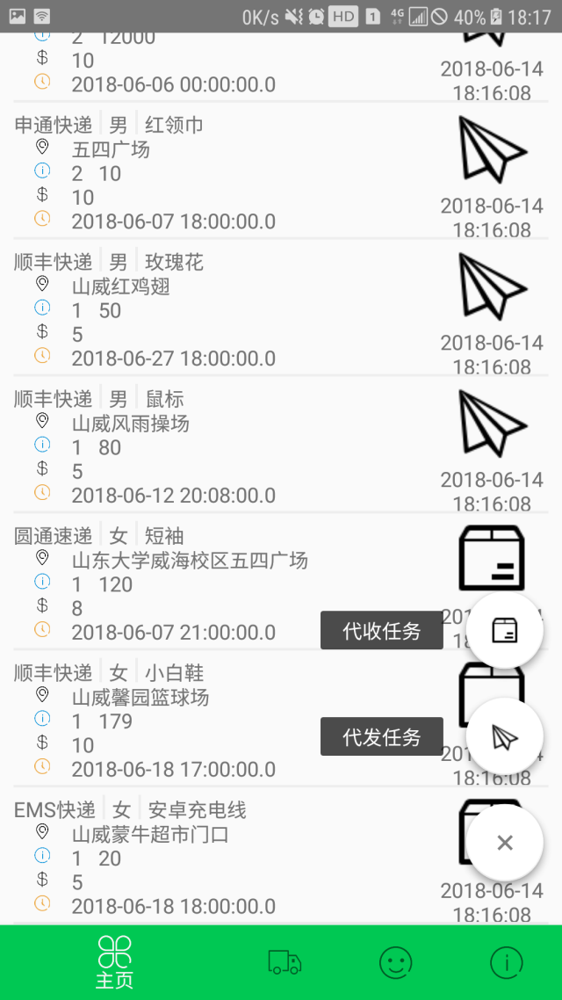 0K/s HD 1 4G 40% 18:17
2 12000
$ 10
2018-06-06 00:00:00.0
2018-06-14
18:16:08
申通快递 男 红领巾
五四广场
2 10
$ 10
2018-06-07 18:00:00.0
2018-06-14
18:16:08
顺丰快递 男 玫瑰花
山威红鸡翅
1 50
$ 5
2018-06-27 18:00:00.0
2018-06-14
18:16:08
顺丰快递 男 鼠标
山威风雨操场
1 80
$ 5
2018-06-12 20:08:00.0
2018-06-14
18:16:08
圆通速递 女 短袖
山东大学威海校区五四广场
1 120
$ 8
2018-06-07 21:00:00.0
代收任务
顺丰快递 女 小白鞋
山威馨园篮球场
1 179
$ 10
2018-06-18 17:00:00.0
代发任务
18:16:08
EMS快递 女 安卓充电线
山威蒙牛超市门口
1 20
$ 5
2018-06-18 18:00:00.0
2018-06-14
18:16:08
主页